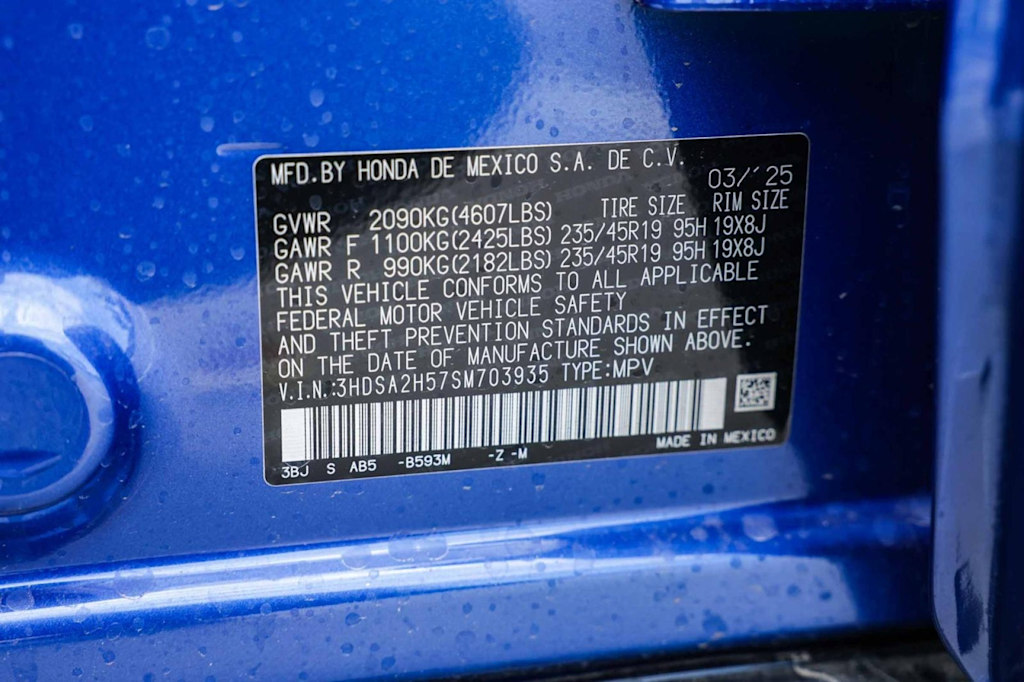 MFD.BY HONDA DE MEXICO S.A. DE C.V.
03/'25
GVWR 2090KG(4607LBS) TIRE SIZE RIM SIZE
GAWR F 1100KG(2425LBS) 235/45R19 95H 19X8J
GAWR R 990KG(2182LBS) 235/45R19 95H 19X8J
THIS VEHICLE CONFORMS TO ALL APPLICABLE
FEDERAL MOTOR VEHICLE SAFETY
AND THEFT PREVENTION STANDARDS IN EFFECT
ON THE DATE OF MANUFACTURE SHOWN ABOVE.
V.I.N.:3HDSA2H57SM703935 TYPE:MPV
MADE IN MEXICO
3BJ S AB5 -B593M -Z -M